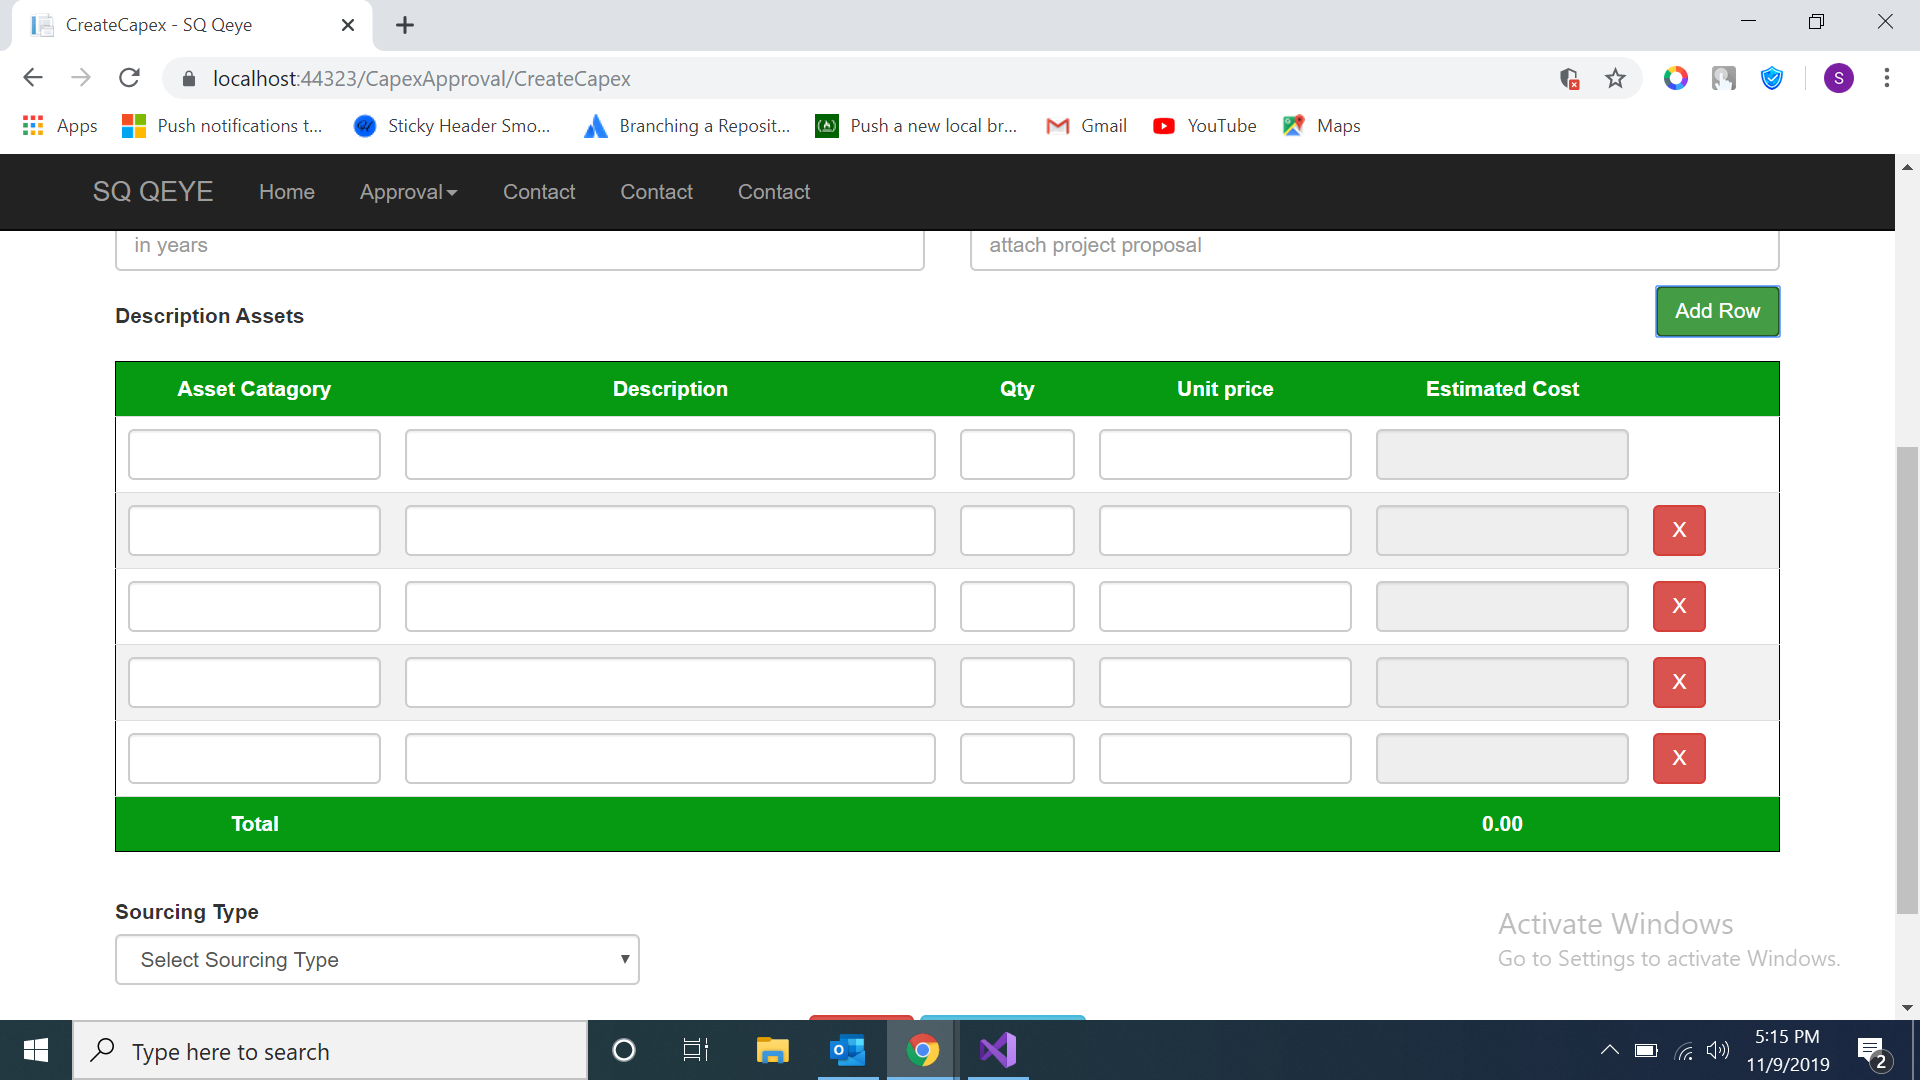 CreateCapex - SQ Qeye
localhost:44323/CapexApproval/CreateCapex
S
Apps Push notifications t... Sticky Header Smo... Branching a Reposit... Push a new local br... Gmail YouTube Maps
SQ QEYE Home Approval Contact Contact Contact
in years attach project proposal
Description Assets Add Row
Asset Catagory Description Qty Unit price Estimated Cost
X
X
X
X
Total 0.00
Sourcing Type
Select Sourcing Type
Activate Windows
Go to Settings to activate Windows.
Type here to search
5:15 PM
11/9/2019
2